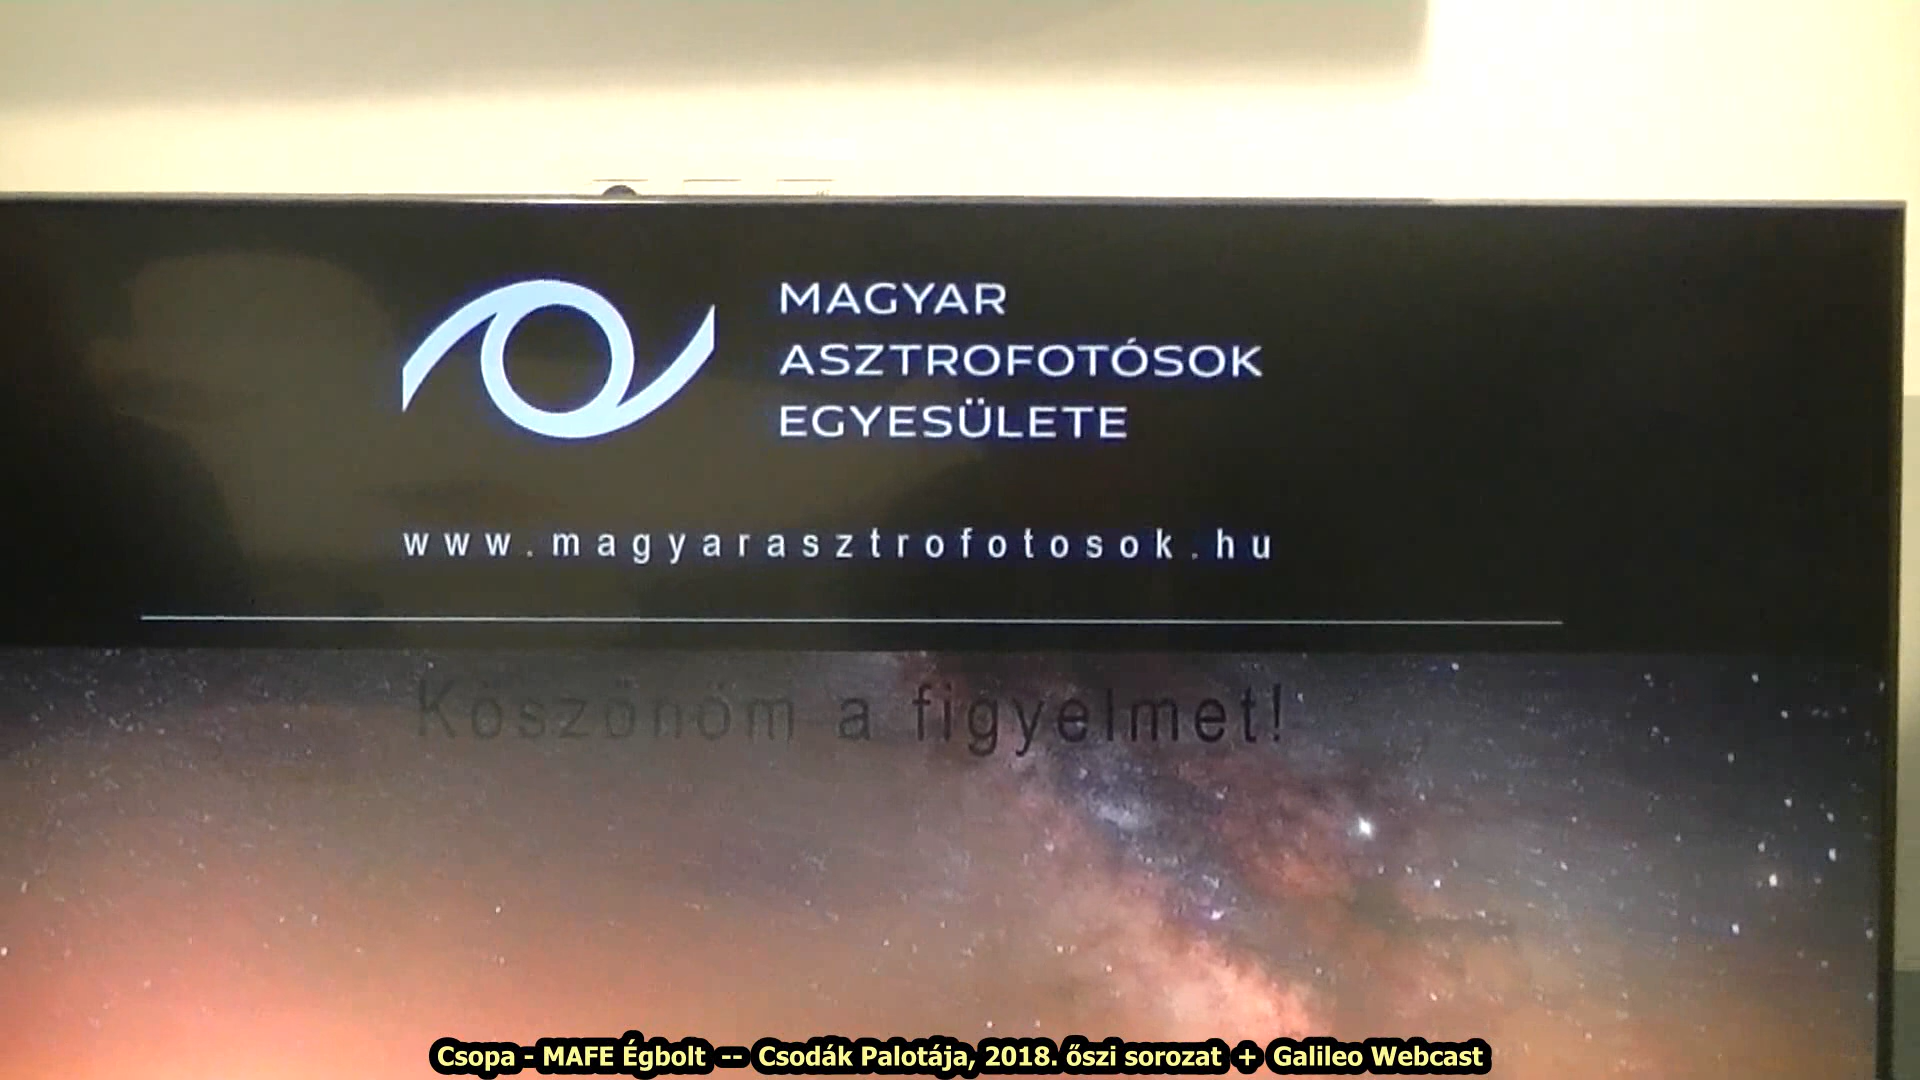 MAGYAR
ASZTROFOTÓSOK
EGYESÜLETE
www.magyarasztrofotosok.hu
Köszönöm a figyelmet!
Csopa - MAFE Égbolt -- Csodák Palotája, 2018. őszi sorozat + Galileo Webcast